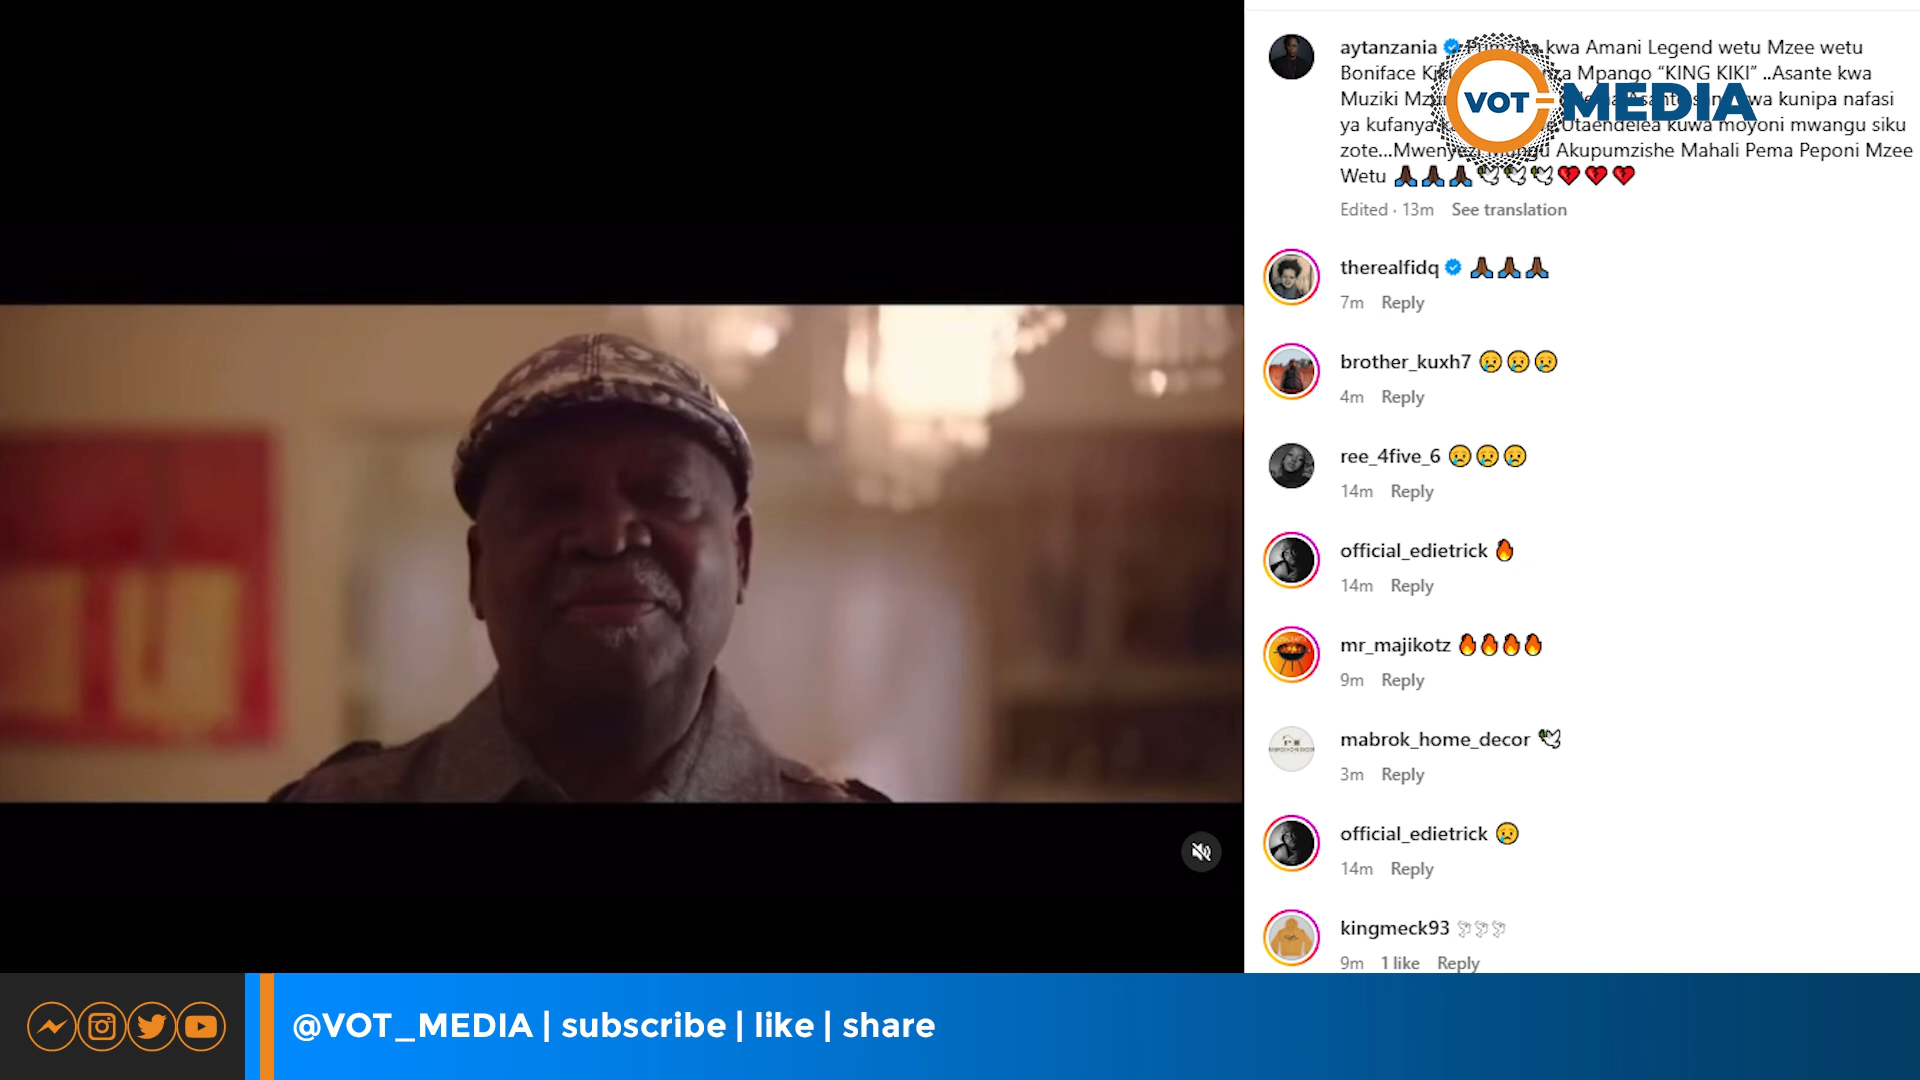 aytanzania kwa Amani Legend wetu Mzee wetu
Boniface Mpango “KING KIKI” ..Asante kwa
Muziki kunipa nafasi
ya kufanya Utaendelea kuwa moyoni mwangu siku
zote...Mwenyezi Mungu Akupumzishe Mahali Pema Peponi Mzee
Wetu 🙏🏿🙏🏿🙏🏿🕊️🕊️🕊️💔💔💔
Edited · 13m See translation
VOT-MEDIA
therealfidq 🙏🏿🙏🏿🙏🏿
7m Reply
brother_kuxh7 😢😢😢
4m Reply
ree_4five_6 😢😢😢
14m Reply
official_edietrick 🔥
14m Reply
mr_majikotz 🔥🔥🔥🔥
9m Reply
mabrok_home_decor 🕊️
3m Reply
official_edietrick 😢
14m Reply
kingmeck93 🕊🕊🕊
9m 1 like Reply
@VOT_MEDIA | subscribe | like | share